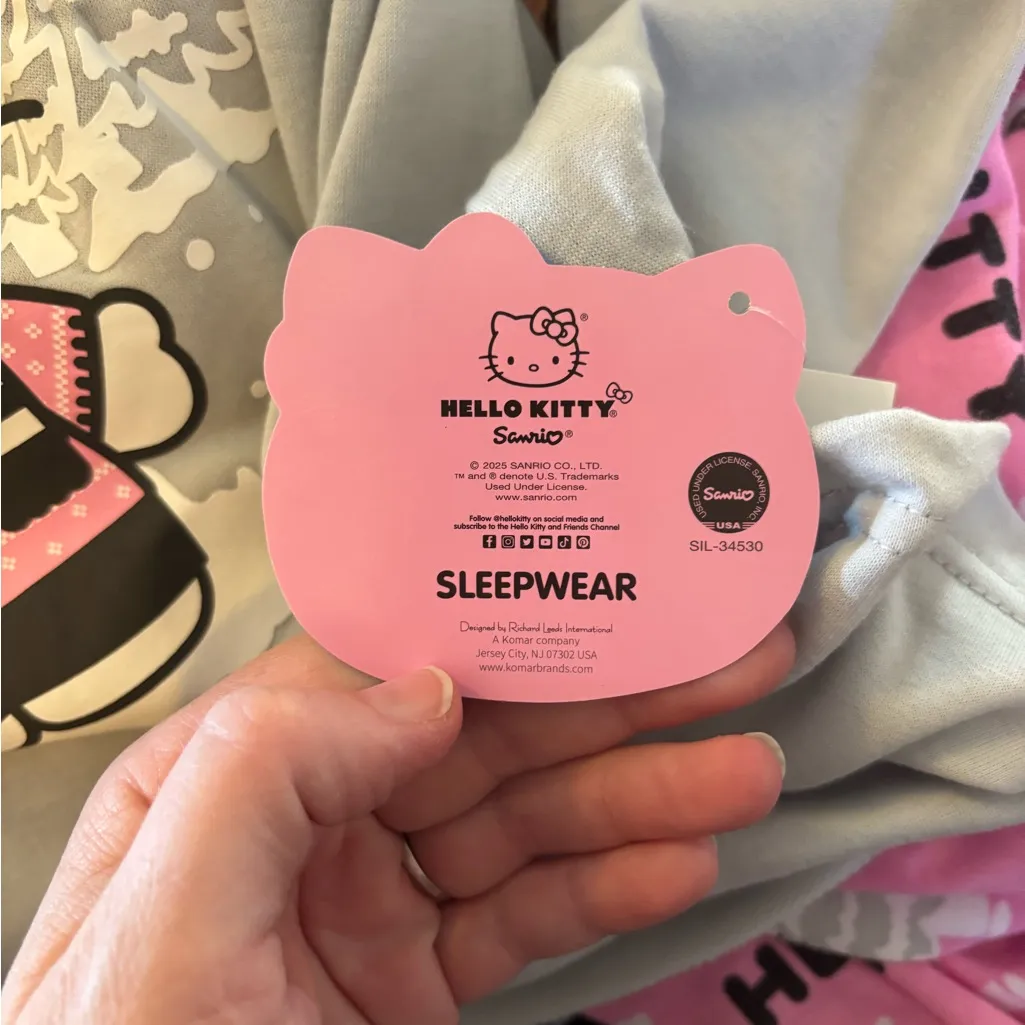 HELLO KITTY®
Sanrio®
© 2025 SANRIO CO., LTD.
™ and ® denote U.S. Trademarks
Used Under License.
www.sanrio.com
Follow @hellokitty on social media and
subscribe to the Hello Kitty and Friends Channel
SLEEPWEAR
Designed by Richard Leeds International
A Komar company
Jersey City, NJ 07302 USA
www.komarbrands.com
USED UNDER LICENSE. SANRIO, INC.
Sanrio
USA
SIL-34530